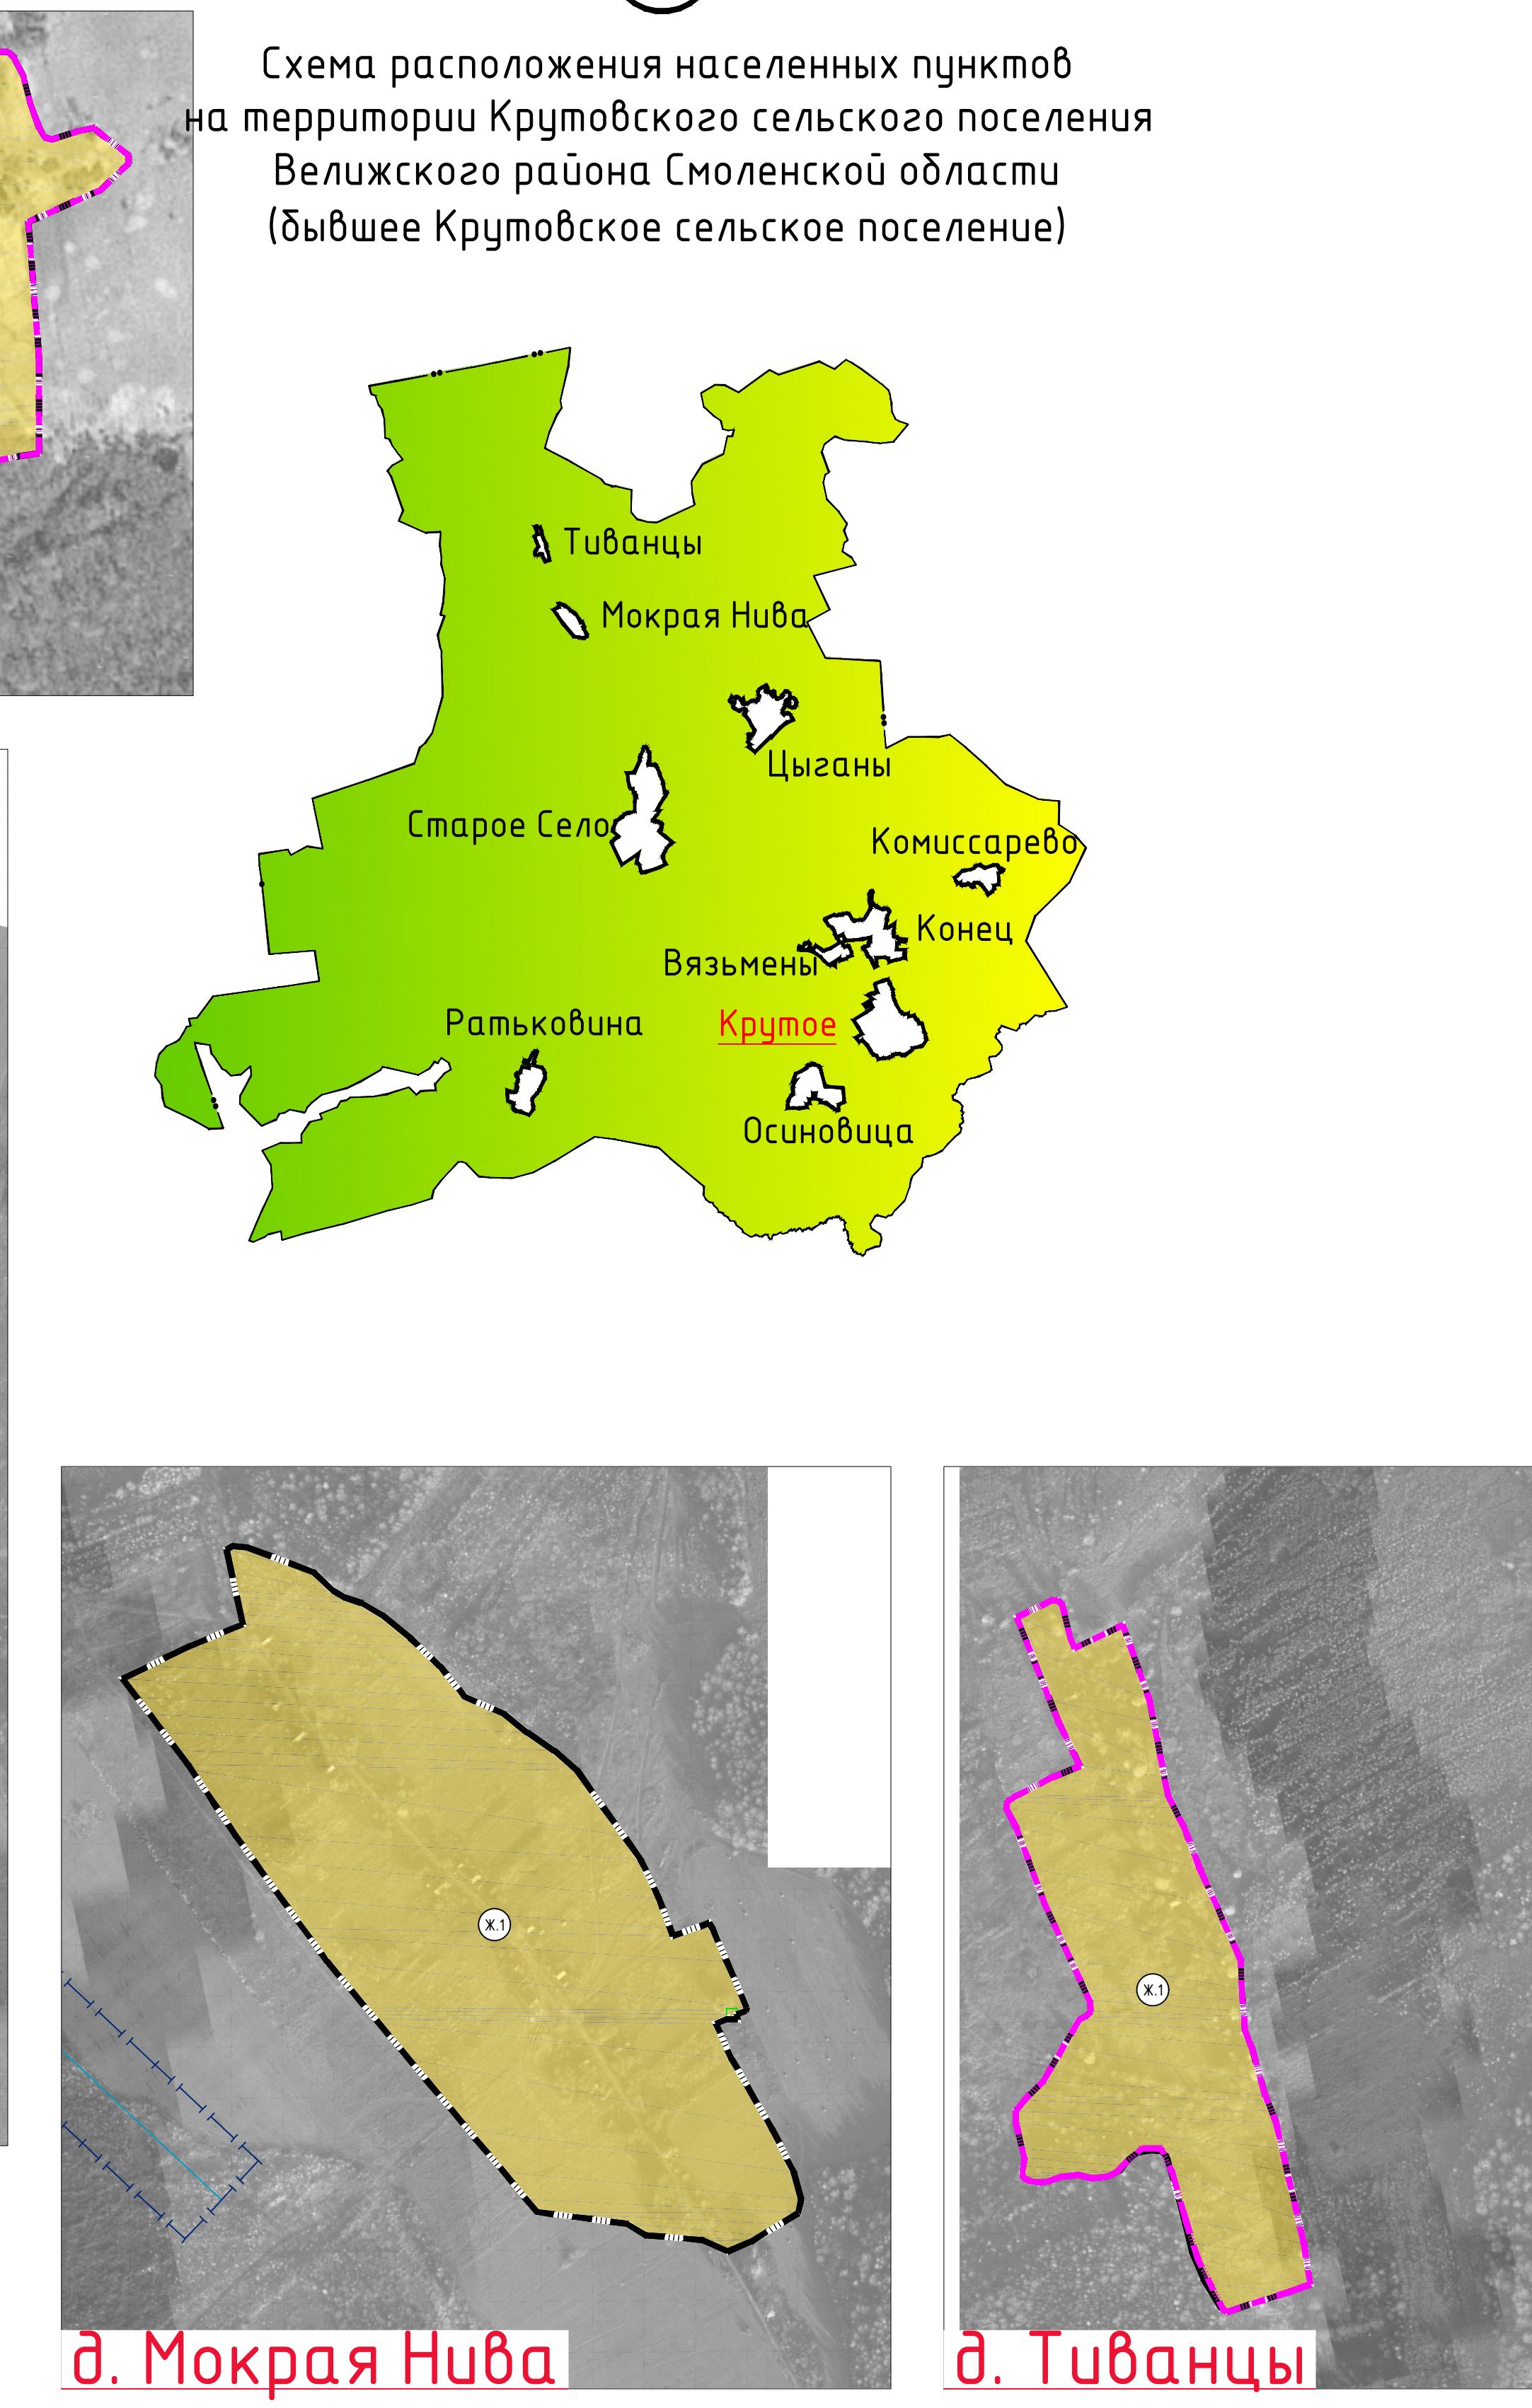 Схема расположения населенных пунктов
на территории Крутовского сельского поселения
Велижского района Смоленской области
(бывшее Крутовское сельское поселение)
Тиванцы
Мокрая Нива
Цыганы
Старое Село
Комиссарево
Конец
Вязьмены
Ратьковина
Крутое
Осиновица
Ж.1
Ж.1
д. Мокрая Нива
д. Тиванцы